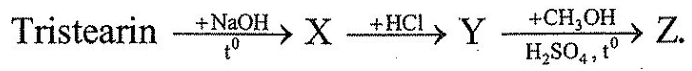 Tristearin +NaOH/t⁰→ X +HCl→ Y +CH₃OH/H₂SO₄, t⁰→ Z.